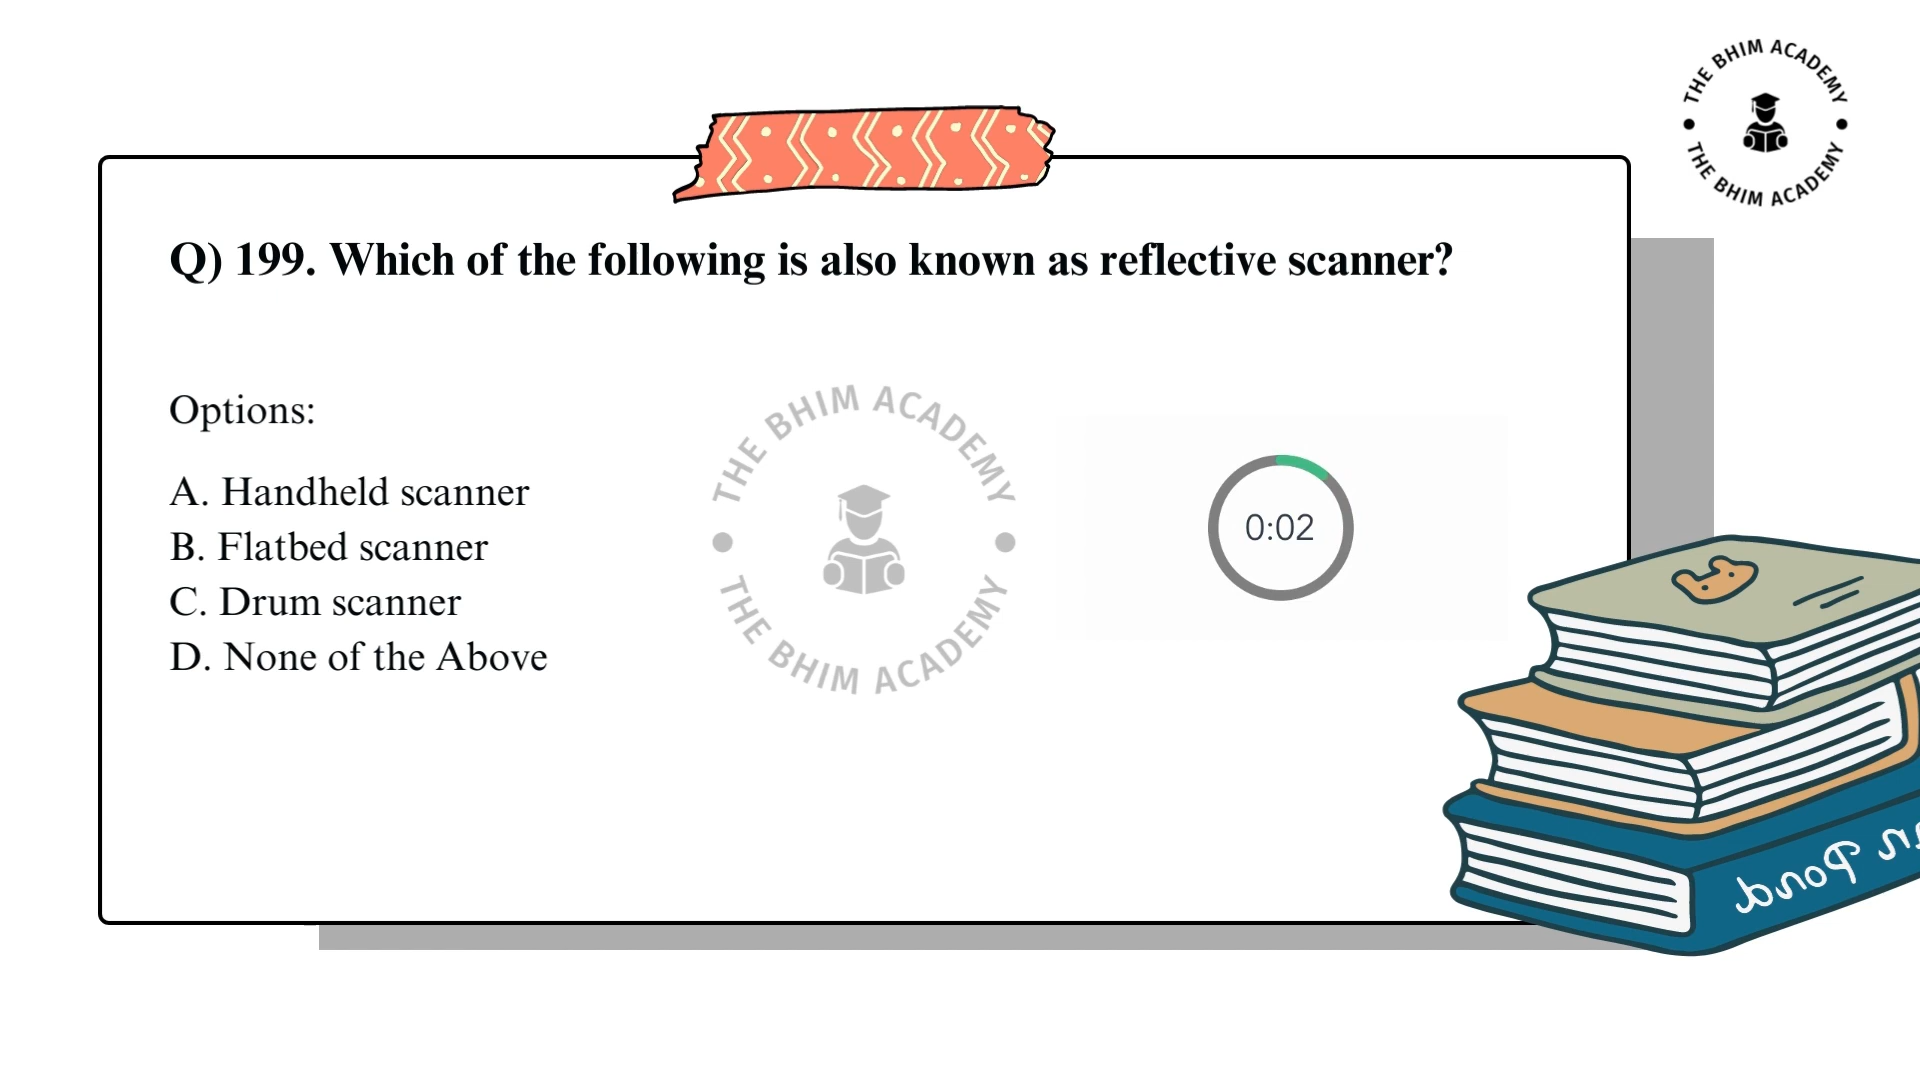 THE BHIM ACADEMY
THE BHIM ACADEMY
Q) 199. Which of the following is also known as reflective scanner?
Options:
A. Handheld scanner
B. Flatbed scanner
C. Drum scanner
D. None of the Above
THE BHIM ACADEMY
THE BHIM ACADEMY
0:02
Pond